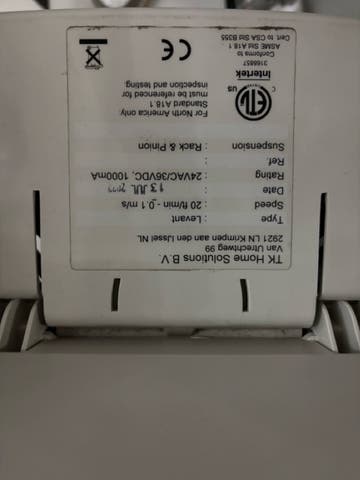 TK Home Solutions B.V.
Van Utrechtweg 99
2921 LN Krimpen aan den IJssel NL
Type : Levant
Speed : 20 ft/min - 0.1 m/s
Date : 13 JUL
Rating : 24VAC/36VDC, 1000mA
Ref. :
Suspension : Rack & Pinion
For North America only,
Standard A18.1
must be referenced for
inspection and testing.
C ETL US
Intertek
3168857
Conforms to
ASME Std A18.1
Cert. to CSA Std B355
CE